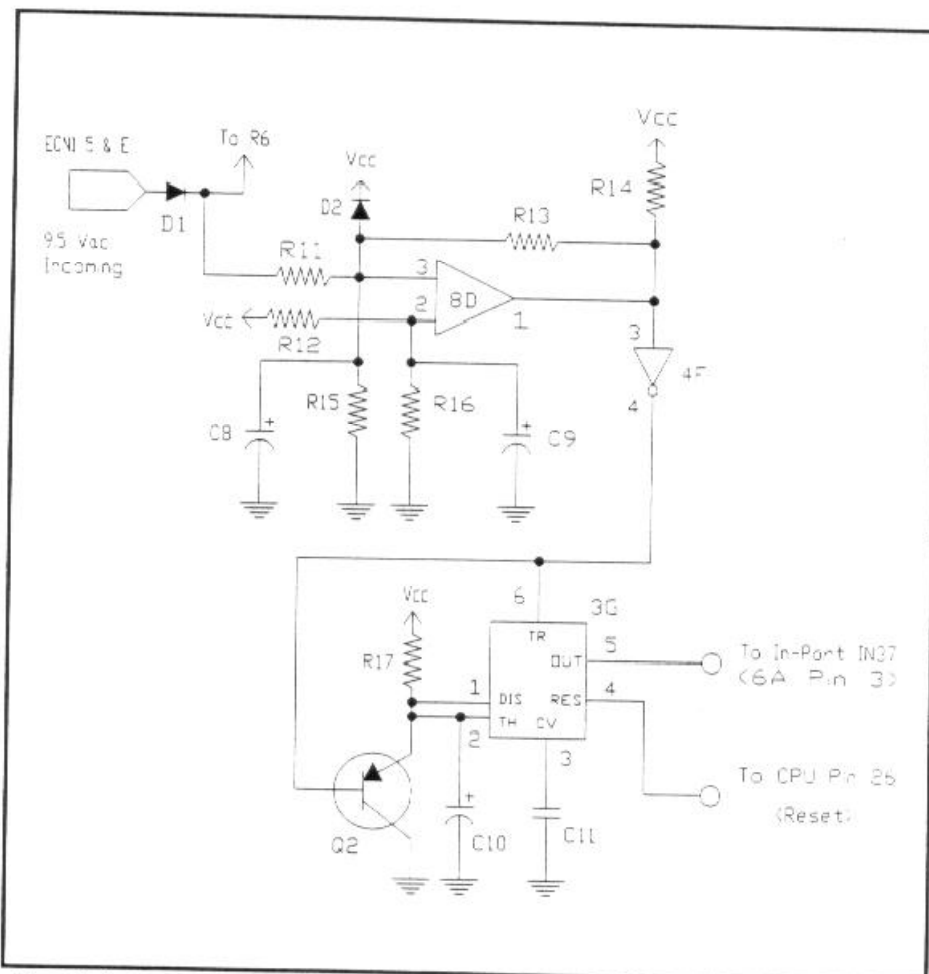 ECN1 5 & E
To R6
Vcc
Vcc
D1
D2
R13
R14
9.5 Vac
Incoming
R11
3
8D
2
1
Vcc
R12
3
4
R15
R16
C8
+
+
C9
6
3G
Vcc
TR
5
To In-Port IN37
OUT
(6A Pin 3)
R17
1
DIS
RES
4
TH
CV
2
3
To CPU Pin 26
(Reset)
+
Q2
C10
C11